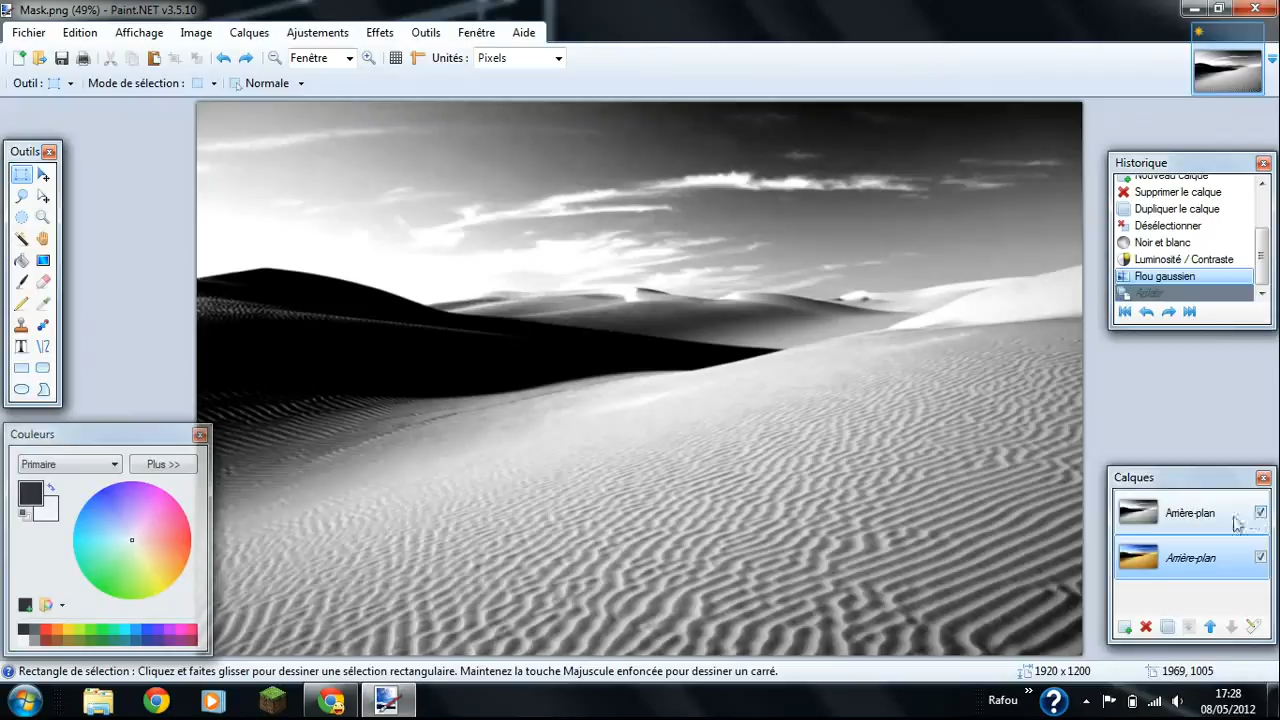 Mask.png (49%) - Paint.NET v3.5.10
Fichier Edition Affichage Image Calques Ajustements Effets Outils Fenêtre Aide
Fenêtre Unités : Pixels
Outil : Mode de sélection : Normale
Outils
Historique
Nouveau calque
Supprimer le calque
Dupliquer le calque
Désélectionner
Noir et blanc
Luminosité / Contraste
Flou gaussien
Couleurs
Primaire Plus >>
Calques
Arrière-plan
Arrière-plan
Rectangle de sélection : Cliquez et faites glisser pour dessiner une sélection rectangulaire. Maintenez la touche Majuscule enfoncée pour dessiner un carré.
1920 x 1200 1969, 1005
Rafou » 17:28
08/05/2012